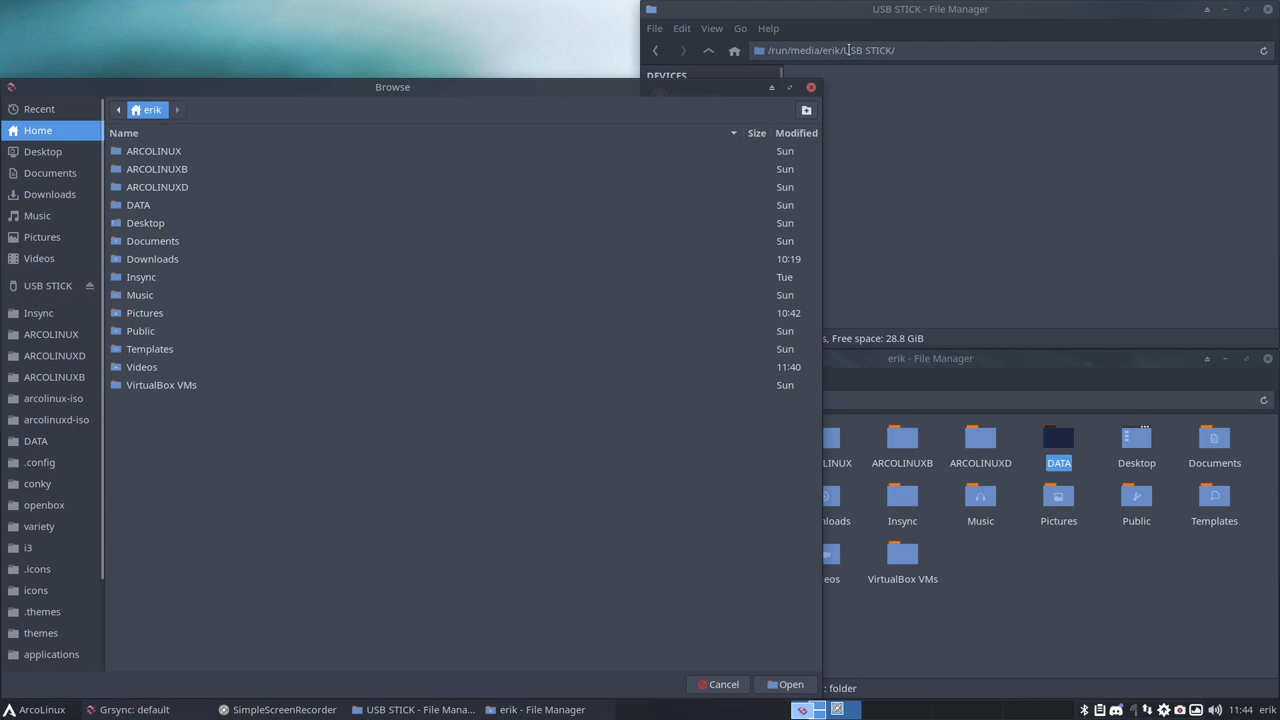 USB STICK - File Manager
File Edit View Go Help
/run/media/erik/USB STICK/
DEVICES
Browse
erik
Name Size Modified
Recent
Home
Desktop
Documents
Downloads
Music
Pictures
Videos
USB STICK
Insync
ARCOLINUX
ARCOLINUXD
ARCOLINUXB
arcolinux-iso
arcolinuxd-iso
DATA
.config
conky
openbox
variety
i3
.icons
icons
.themes
themes
applications
ARCOLINUX Sun
ARCOLINUXB Sun
ARCOLINUXD Sun
DATA Sun
Desktop Sun
Documents Sun
Downloads 10:19
Insync Tue
Music Sun
Pictures 10:42
Public Sun
Templates Sun
Videos 11:40
VirtualBox VMs Sun
Cancel Open
s, Free space: 28.8 GiB
erik - File Manager
LINUX ARCOLINUXB ARCOLINUXD DATA Desktop Documents
loads Insync Music Pictures Public Templates
eos VirtualBox VMs
: folder
ArcoLinux Grsync: default SimpleScreenRecorder USB STICK - File Mana... erik - File Manager 11:44 erik